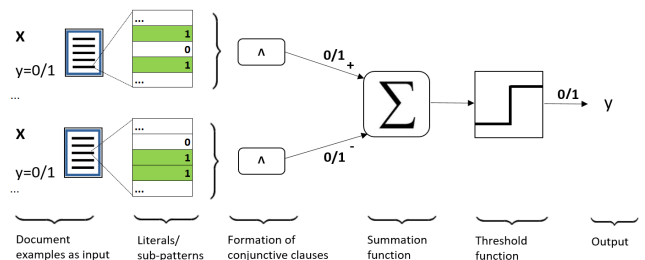 ...
1
0
1
...
X
y=0/1
...
∧
0/1
+
...
0
1
1
...
X
y=0/1
...
∧
0/1
-
Σ
0/1
y
Document
examples as input
Literals/
sub-patterns
Formation of
conjunctive clauses
Summation
function
Threshold
function
Output